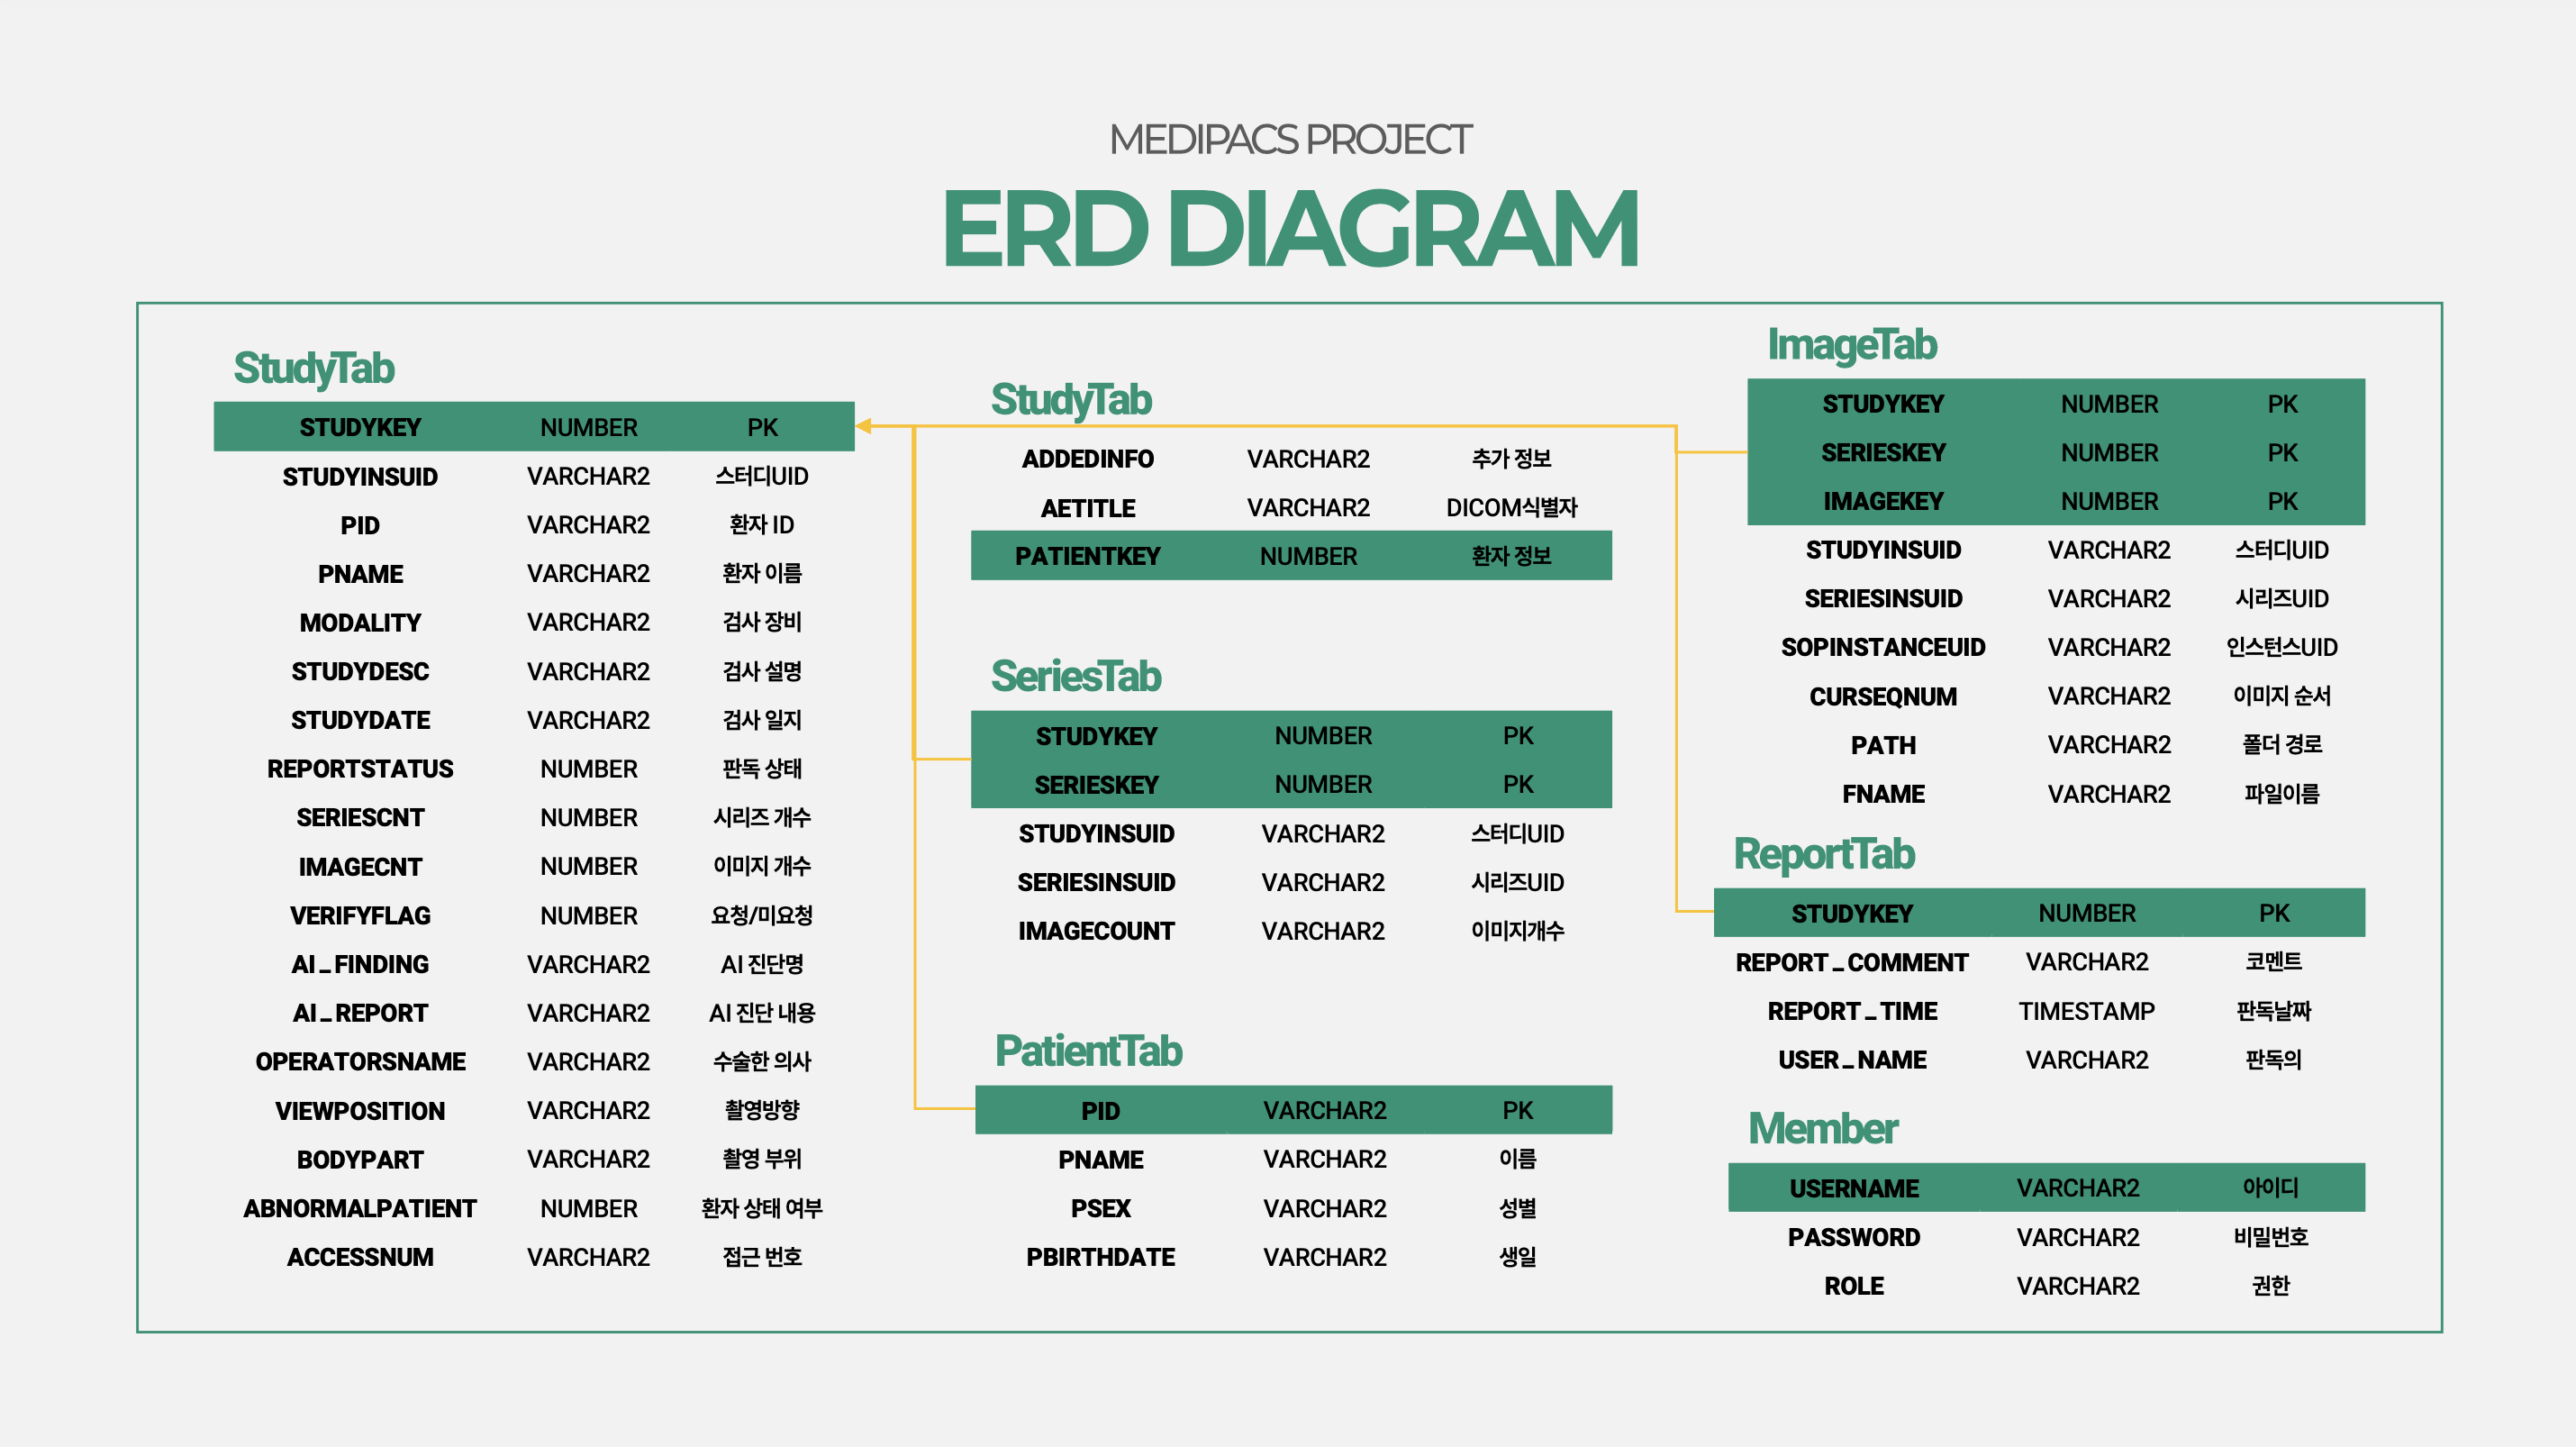 MEDIPACS PROJECT
ERD DIAGRAM
StudyTab
STUDYKEY NUMBER PK
STUDYINSUID VARCHAR2 스터디UID
PID VARCHAR2 환자 ID
PNAME VARCHAR2 환자 이름
MODALITY VARCHAR2 검사 장비
STUDYDESC VARCHAR2 검사 설명
STUDYDATE VARCHAR2 검사 일지
REPORTSTATUS NUMBER 판독 상태
SERIESCNT NUMBER 시리즈 개수
IMAGECNT NUMBER 이미지 개수
VERIFYFLAG NUMBER 요청/미요청
AI_FINDING VARCHAR2 AI 진단명
AI_REPORT VARCHAR2 AI 진단 내용
OPERATORSNAME VARCHAR2 수술한 의사
VIEWPOSITION VARCHAR2 촬영방향
BODYPART VARCHAR2 촬영 부위
ABNORMALPATIENT NUMBER 환자 상태 여부
ACCESSNUM VARCHAR2 접근 번호
StudyTab
ADDEDINFO VARCHAR2 추가 정보
AETITLE VARCHAR2 DICOM식별자
PATIENTKEY NUMBER 환자 정보
SeriesTab
STUDYKEY NUMBER PK
SERIESKEY NUMBER PK
STUDYINSUID VARCHAR2 스터디UID
SERIESINSUID VARCHAR2 시리즈UID
IMAGECOUNT VARCHAR2 이미지개수
PatientTab
PID VARCHAR2 PK
PNAME VARCHAR2 이름
PSEX VARCHAR2 성별
PBIRTHDATE VARCHAR2 생일
ImageTab
STUDYKEY NUMBER PK
SERIESKEY NUMBER PK
IMAGEKEY NUMBER PK
STUDYINSUID VARCHAR2 스터디UID
SERIESINSUID VARCHAR2 시리즈UID
SOPINSTANCEUID VARCHAR2 인스턴스UID
CURSEQNUM VARCHAR2 이미지 순서
PATH VARCHAR2 폴더 경로
FNAME VARCHAR2 파일이름
ReportTab
STUDYKEY NUMBER PK
REPORT_COMMENT VARCHAR2 코멘트
REPORT_TIME TIMESTAMP 판독날짜
USER_NAME VARCHAR2 판독의
Member
USERNAME VARCHAR2 아이디
PASSWORD VARCHAR2 비밀번호
ROLE VARCHAR2 권한